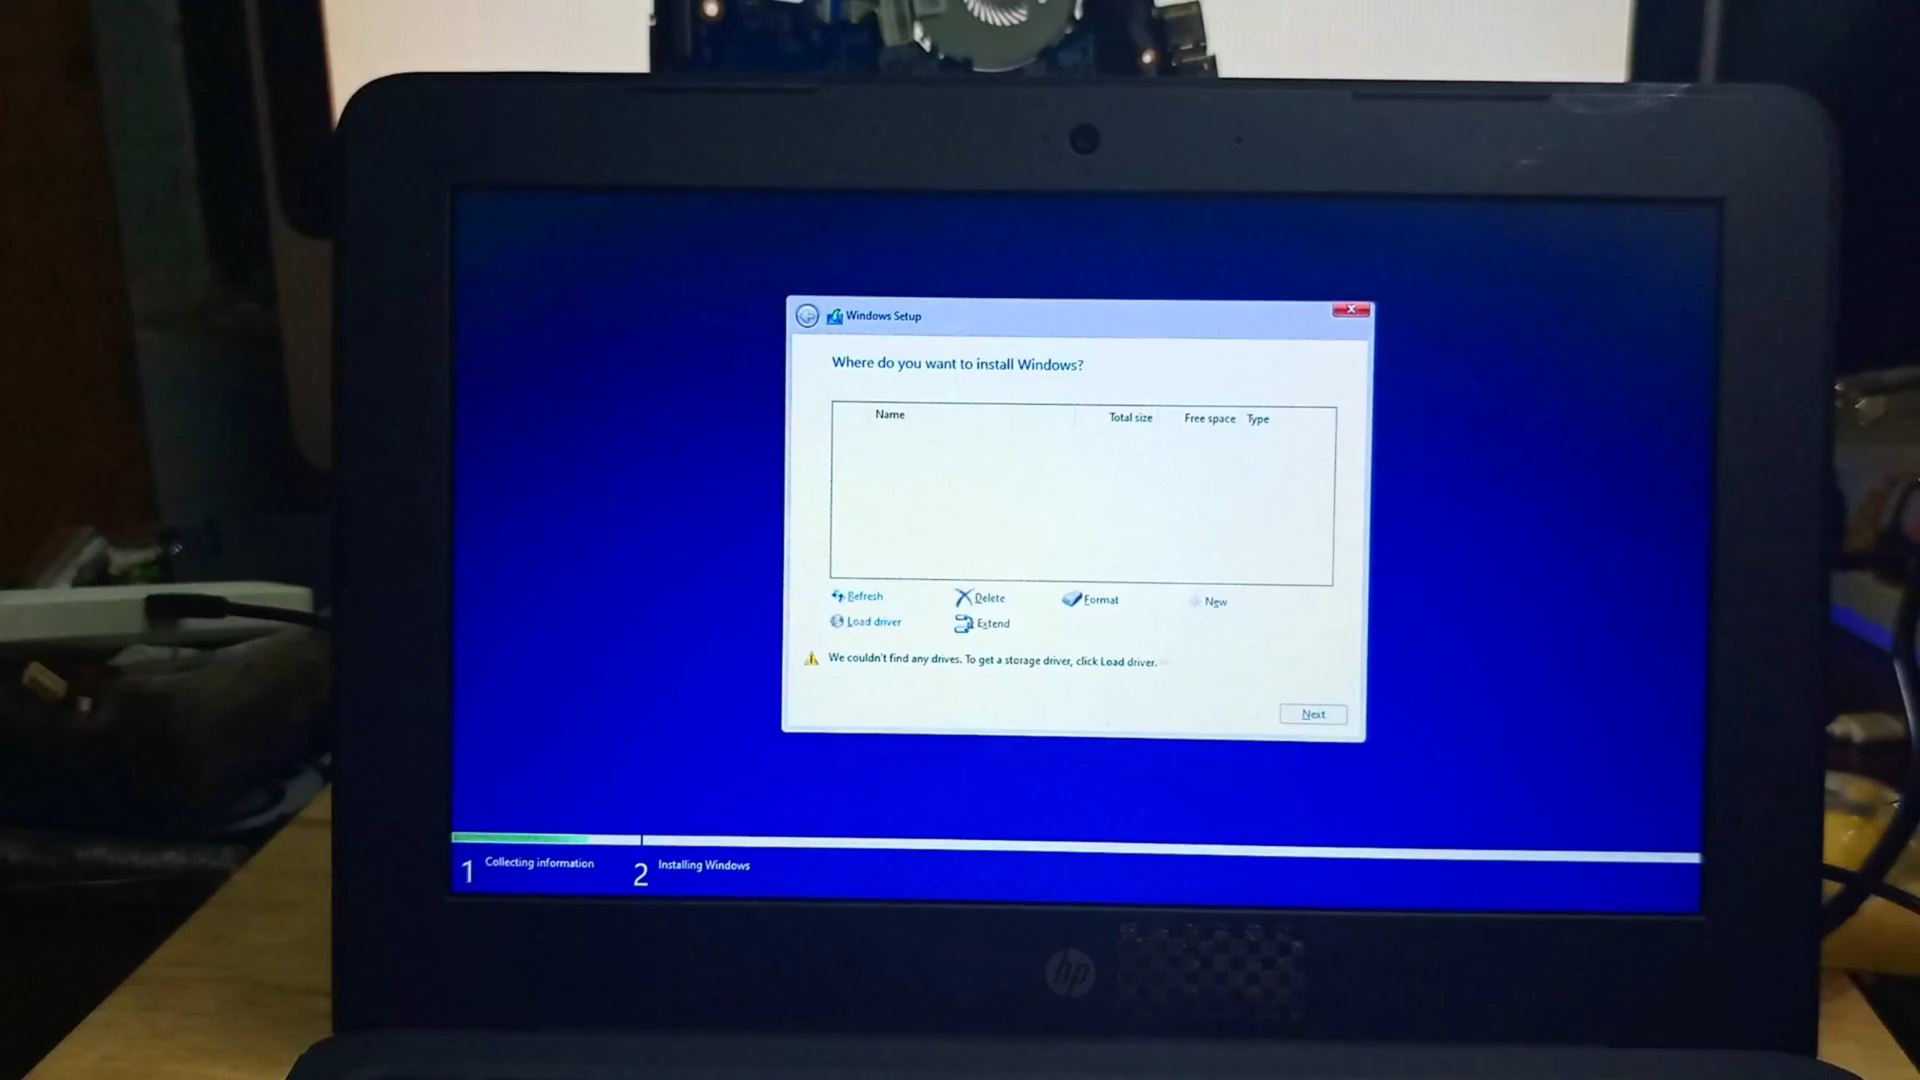 Windows Setup
Where do you want to install Windows?
Name Total size Free space Type
Refresh Delete Format New
Load driver Extend
We couldn't find any drives. To get a storage driver, click Load driver.
Next
1 Collecting information 2 Installing Windows
hp